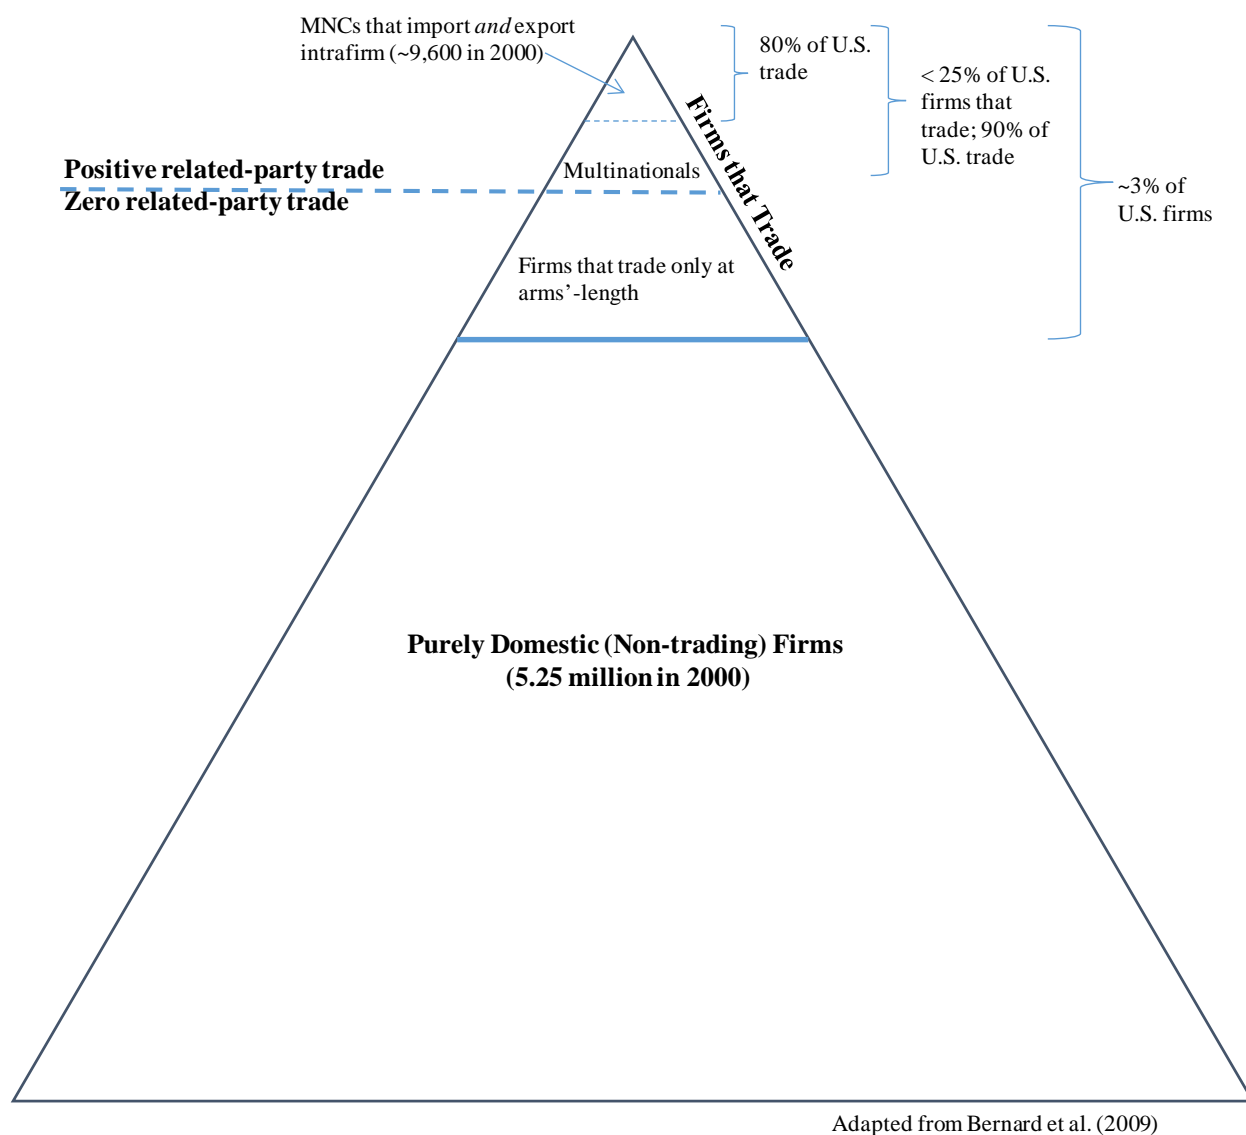 MNCs that import and export
intrafirm (~9,600 in 2000)
80% of U.S.
trade
< 25% of U.S.
firms that
trade; 90% of
U.S. trade
~3% of
U.S. firms
Firms that Trade
Positive related-party trade
Zero related-party trade
Multinationals
Firms that trade only at
arms’-length
Purely Domestic (Non-trading) Firms
(5.25 million in 2000)
Adapted from Bernard et al. (2009)